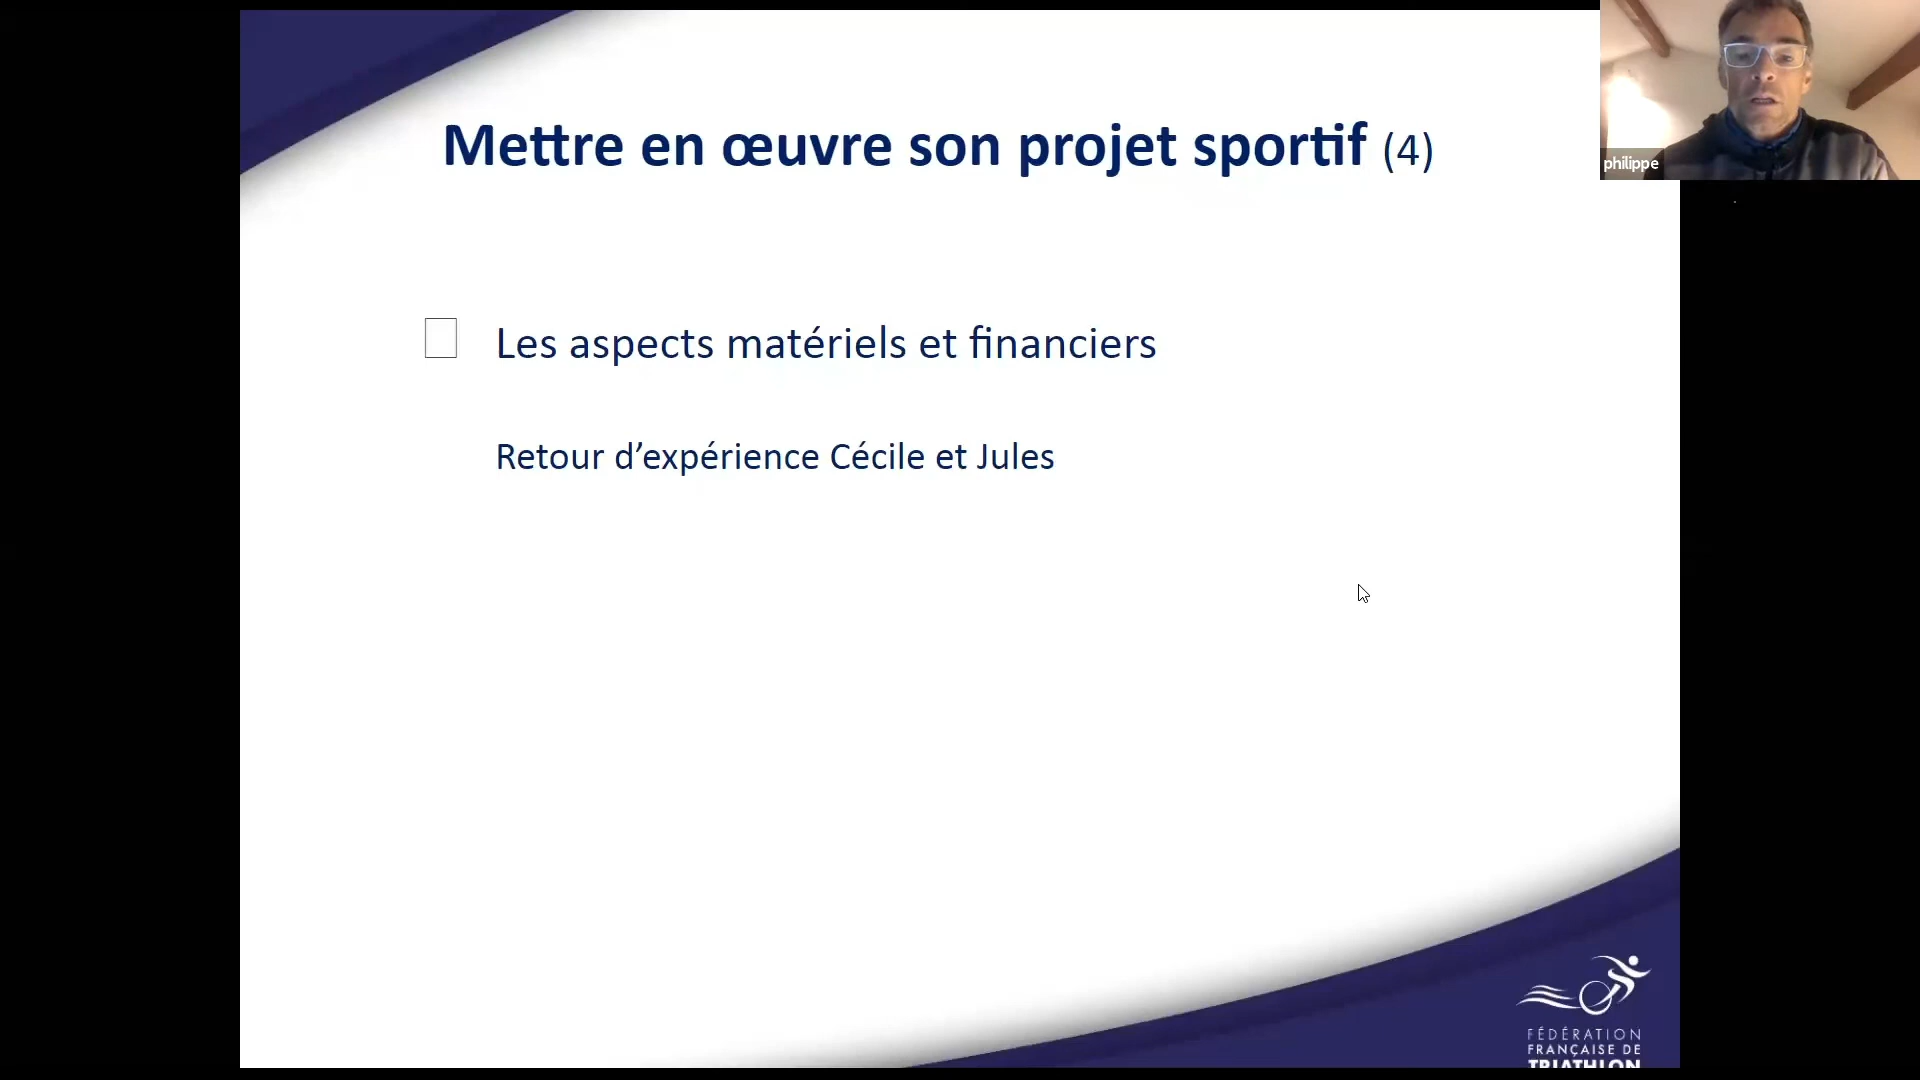 Mettre en œuvre son projet sportif (4)
philippe
Les aspects matériels et financiers
Retour d’expérience Cécile et Jules
FÉDÉRATION
FRANÇAISE DE
TRIATHLON